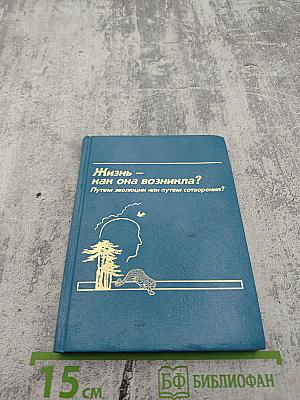 Жизнь –
как она возникла?
Путем эволюции или путем сотворения?
15 см
БФ БИБЛИОФАН